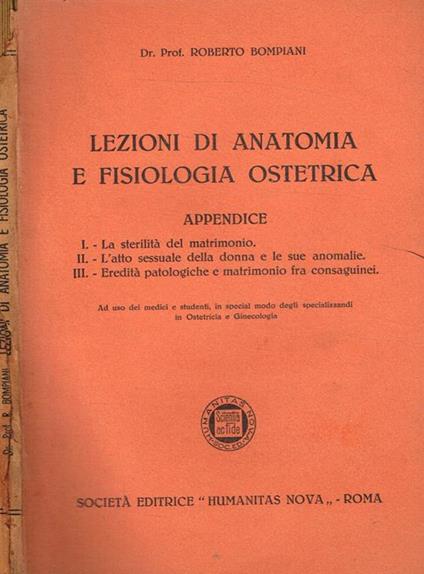 Dr. Prof. ROBERTO BOMPIANI
LEZIONI DI ANATOMIA
E FISIOLOGIA OSTETRICA
APPENDICE
I. - La sterilità del matrimonio.
II. - L'atto sessuale della donna e le sue anomalie.
III. - Eredità patologiche e matrimonio fra consaguinei.
Ad uso dei medici e studenti, in special modo degli specializzandi
in Ostetricia e Ginecologia
HUMANITAS NOVA
SOC. ED.
Scientia
ac fide
SOCIETÀ EDITRICE "HUMANITAS NOVA„ - ROMA
Dr. Prof. R. BOMPIANI LEZIONI DI ANATOMIA E FISIOLOGIA OSTETRICA